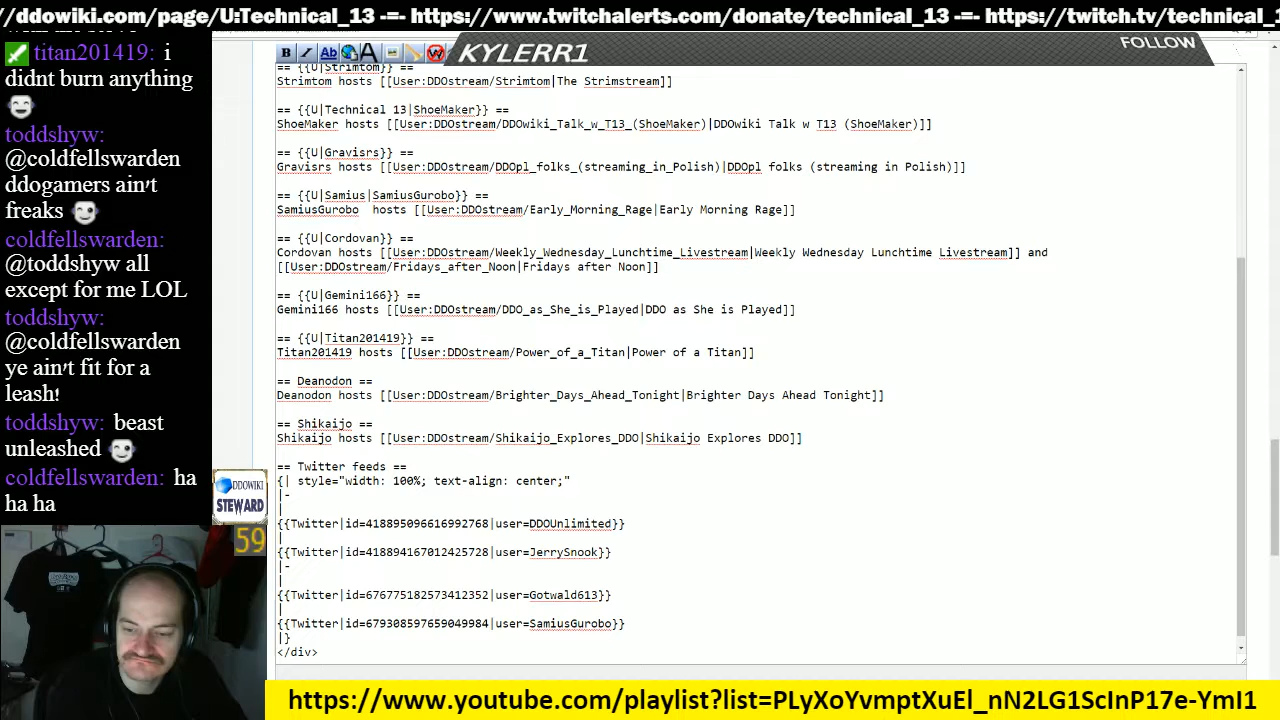 //ddowiki.com/page/U:Technical_13 -=- https://www.twitchalerts.com/donate/technical_13 -=- https://twitch.tv/technical_1
titan201419: i
didnt burn anything
toddshyw:
@coldfellswarden
ddogamers ain't
freaks
coldfellswarden:
@toddshyw all
except for me LOL
toddshyw:
@coldfellswarden
ye ain't fit for a
leash!
toddshyw: beast
unleashed
coldfellswarden: ha
ha ha
DDOWIKI
STEWARD
59
B I Ab A W
KYLERR1
FOLLOW
== {{U|Strimtom}} ==
Strimtom hosts [[User:DDOstream/Strimtom|The Strimstream]]
== {{U|Technical 13|ShoeMaker}} ==
ShoeMaker hosts [[User:DDOstream/DDOwiki_Talk_w_T13_(ShoeMaker)|DDOwiki Talk w T13 (ShoeMaker)]]
== {{U|Gravisrs}} ==
Gravisrs hosts [[User:DDOstream/DDOpl_folks_(streaming_in_Polish)|DDOpl folks (streaming in Polish)]]
== {{U|Samius|SamiusGurobo}} ==
SamiusGurobo  hosts [[User:DDOstream/Early_Morning_Rage|Early Morning Rage]]
== {{U|Cordovan}} ==
Cordovan hosts [[User:DDOstream/Weekly_Wednesday_Lunchtime_Livestream|Weekly Wednesday Lunchtime Livestream]] and
[[User:DDOstream/Fridays_after_Noon|Fridays after Noon]]
== {{U|Gemini166}} ==
Gemini166 hosts [[User:DDOstream/DDO_as_She_is_Played|DDO as She is Played]]
== {{U|Titan201419}} ==
Titan201419 hosts [[User:DDOstream/Power_of_a_Titan|Power of a Titan]]
== Deanodon ==
Deanodon hosts [[User:DDOstream/Brighter_Days_Ahead_Tonight|Brighter Days Ahead Tonight]]
== Shikaijo ==
Shikaijo hosts [[User:DDOstream/Shikaijo_Explores_DDO|Shikaijo Explores DDO]]
== Twitter feeds ==
{| style="width: 100%; text-align: center;"
|-
|
{{Twitter|id=418895096616992768|user=DDOUnlimited}}
|
{{Twitter|id=418894167012425728|user=JerrySnook}}
|-
|
{{Twitter|id=676775182573412352|user=Gotwald613}}
|
{{Twitter|id=679308597659049984|user=SamiusGurobo}}
|}
</div>
https://www.youtube.com/playlist?list=PLyXoYvmptXuEl_nN2LG1ScInP17e-YmI1